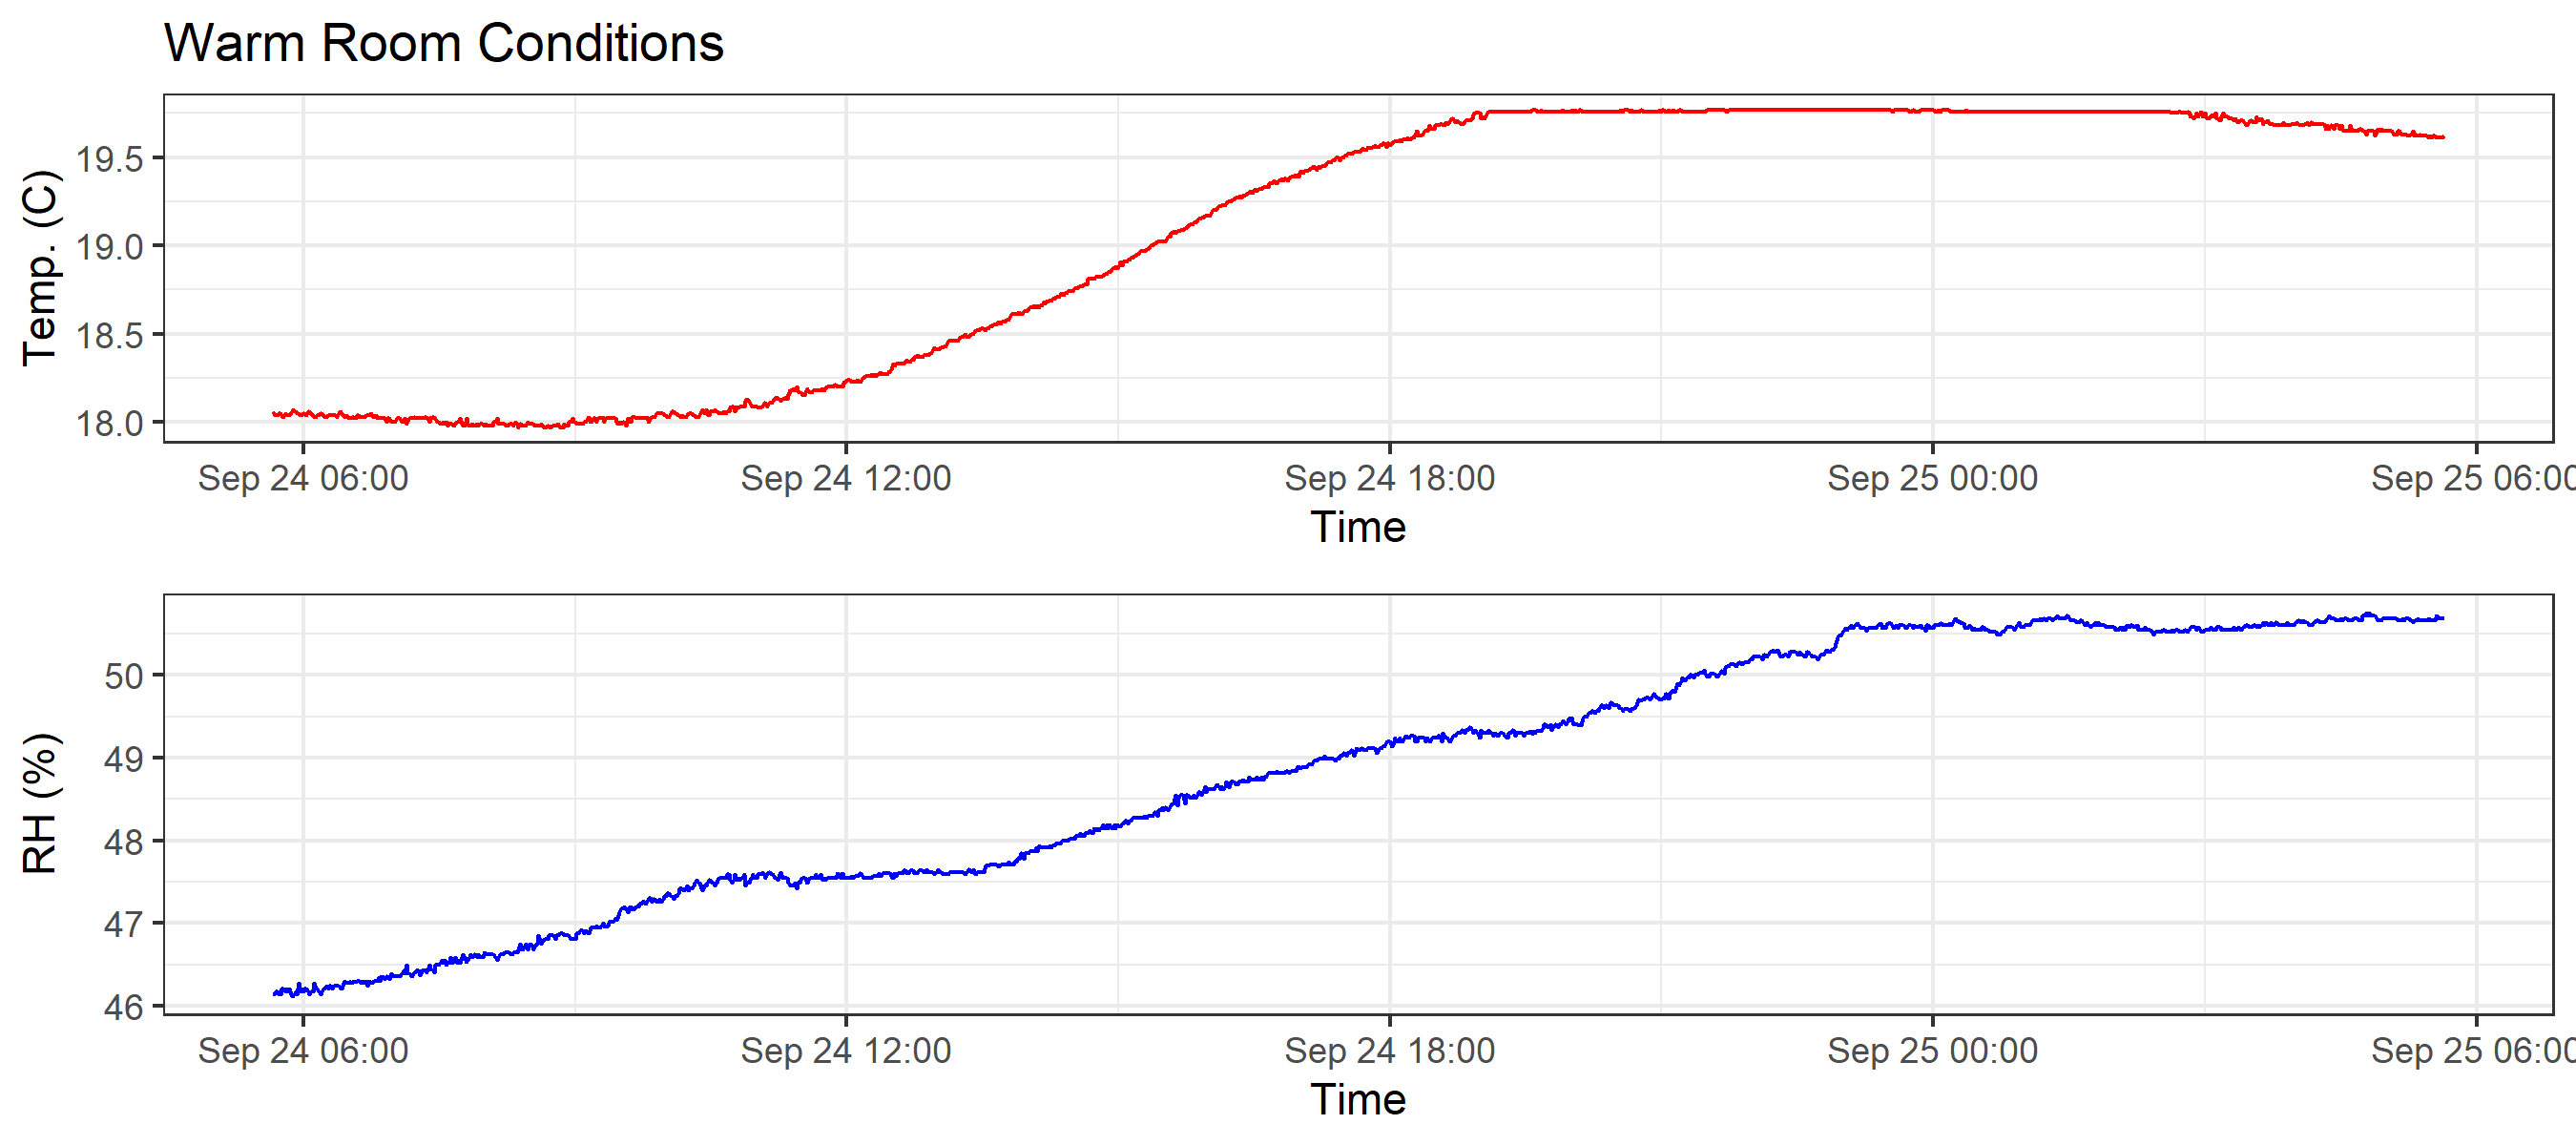 Warm Room Conditions
Temp. (C)
19.5
19.0
18.5
18.0
Sep 24 06:00 Sep 24 12:00 Sep 24 18:00 Sep 25 00:00 Sep 25 06:00
Time
RH (%)
50
49
48
47
46
Sep 24 06:00 Sep 24 12:00 Sep 24 18:00 Sep 25 00:00 Sep 25 06:00
Time